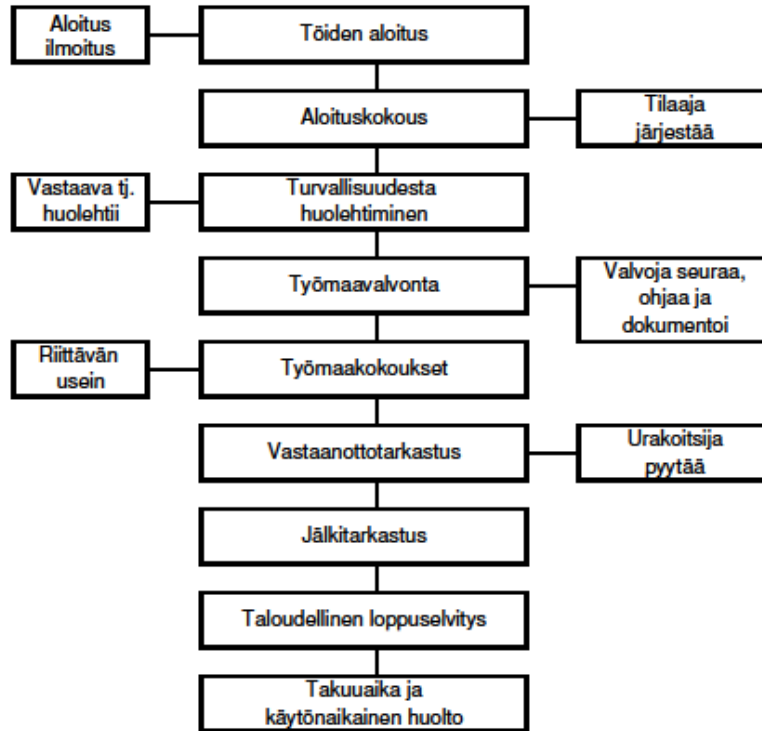 Aloitus
ilmoitus
Töiden aloitus
Aloituskokous
Tilaaja
järjestää
Vastaava tj.
huolehtii
Turvallisuudesta
huolehtiminen
Työmaavalvonta
Valvoja seuraa,
ohjaa ja
dokumentoi
Riittävän
usein
Työmaakokoukset
Vastaanottotarkastus
Urakoitsija
pyytää
Jälkitarkastus
Taloudellinen loppuselvitys
Takuuaika ja
käytönaikainen huolto